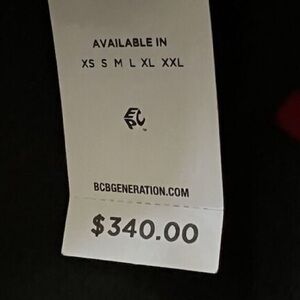 AVAILABLE IN
XS S M L XL XXL
BCBGENERATION.COM
$340.00